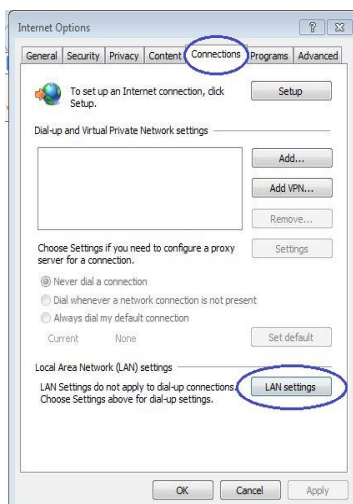 Internet Options
General Security Privacy Content Connections Programs Advanced
To set up an Internet connection, click
Setup.
Setup
Dial-up and Virtual Private Network settings
Add...
Add VPN...
Remove...
Choose Settings if you need to configure a proxy
server for a connection.
Settings
Never dial a connection
Dial whenever a network connection is not present
Always dial my default connection
Current None
Set default
Local Area Network (LAN) settings
LAN Settings do not apply to dial-up connections.
Choose Settings above for dial-up settings.
LAN settings
OK Cancel Apply